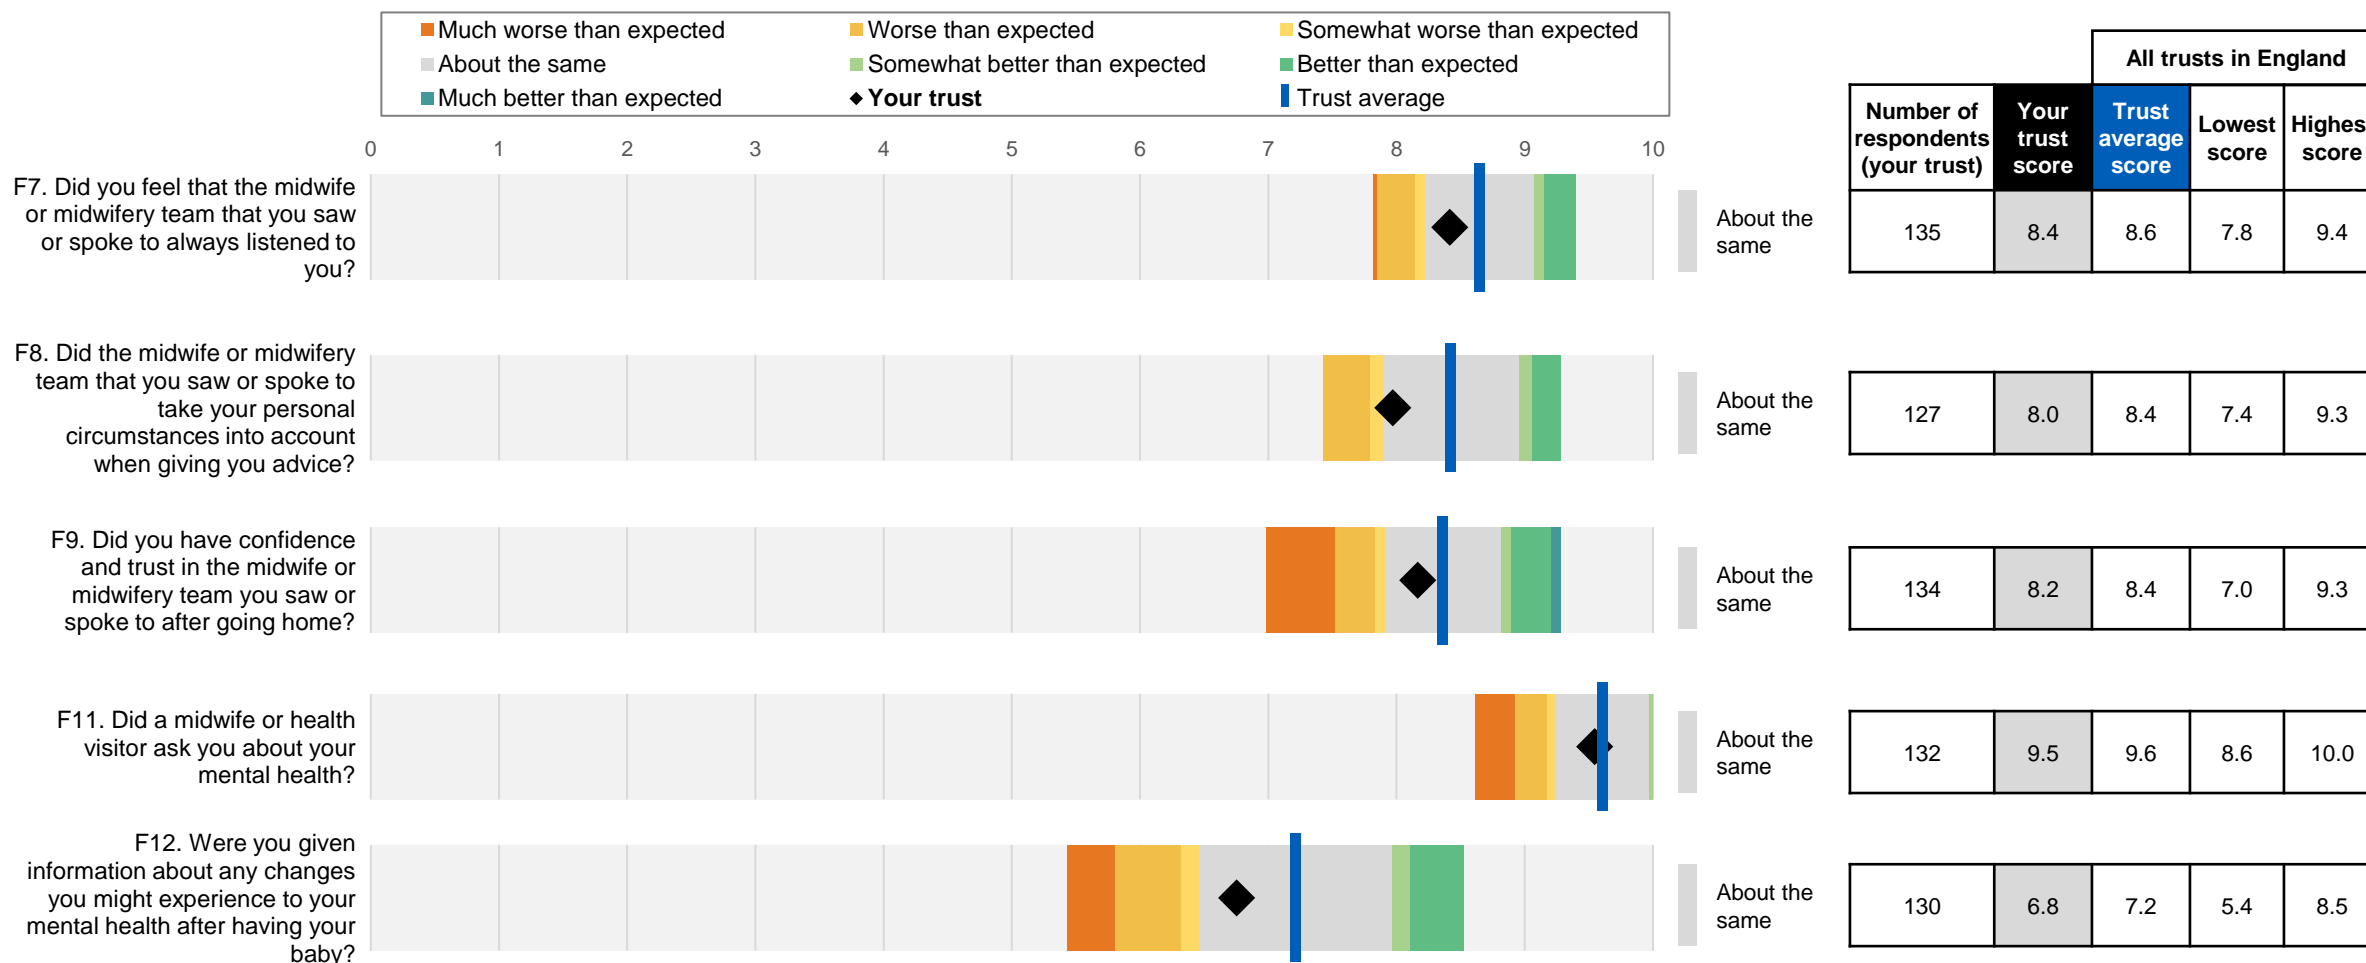 Much worse than expected
Worse than expected
Somewhat worse than expected
About the same
Somewhat better than expected
Better than expected
Much better than expected
Your trust
Trust average
All trusts in England
Number of
respondents
(your trust)
Your
trust
score
Trust
average
score
Lowest
score
Highes
score
0 1 2 3 4 5 6 7 8 9 10
F7. Did you feel that the midwife
or midwifery team that you saw
or spoke to always listened to
you?
About the
same
135 8.4 8.6 7.8 9.4
F8. Did the midwife or midwifery
team that you saw or spoke to
take your personal
circumstances into account
when giving you advice?
About the
same
127 8.0 8.4 7.4 9.3
F9. Did you have confidence
and trust in the midwife or
midwifery team you saw or
spoke to after going home?
About the
same
134 8.2 8.4 7.0 9.3
F11. Did a midwife or health
visitor ask you about your
mental health?
About the
same
132 9.5 9.6 8.6 10.0
F12. Were you given
information about any changes
you might experience to your
mental health after having your
baby?
About the
same
130 6.8 7.2 5.4 8.5